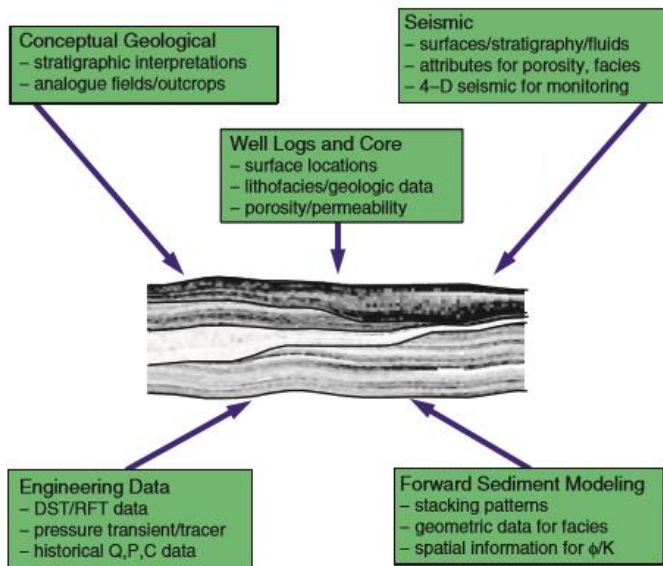 Conceptual Geological
– stratigraphic interpretations
– analogue fields/outcrops
Seismic
– surfaces/stratigraphy/fluids
– attributes for porosity, facies
– 4–D seismic for monitoring
Well Logs and Core
– surface locations
– lithofacies/geologic data
– porosity/permeability
Engineering Data
– DST/RFT data
– pressure transient/tracer
– historical Q,P,C data
Forward Sediment Modeling
– stacking patterns
– geometric data for facies
– spatial information for ϕ/K